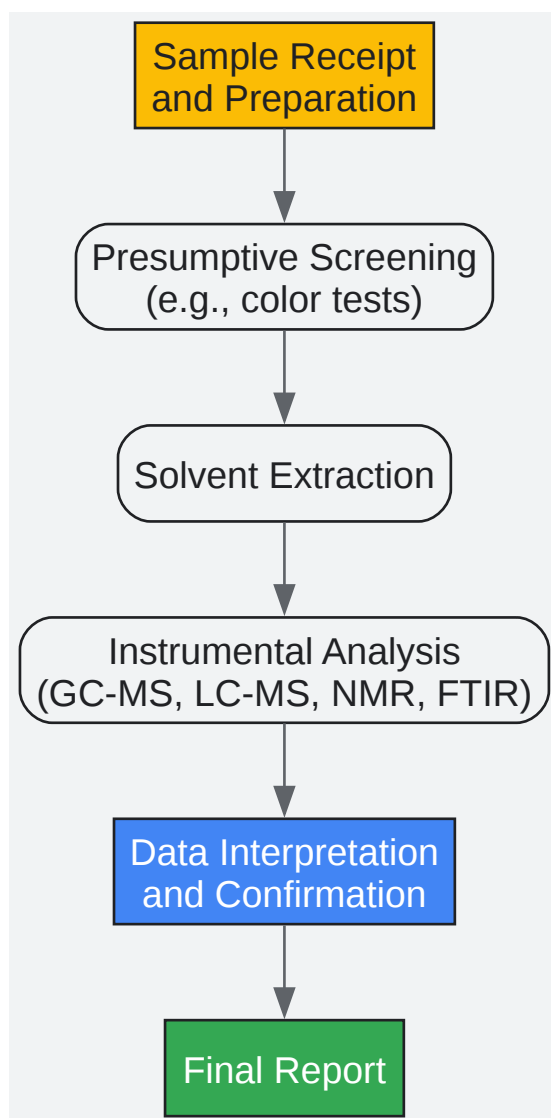 Sample Receipt
and Preparation
Presumptive Screening
(e.g., color tests)
Solvent Extraction
Instrumental Analysis
(GC-MS, LC-MS, NMR, FTIR)
Data Interpretation
and Confirmation
Final Report